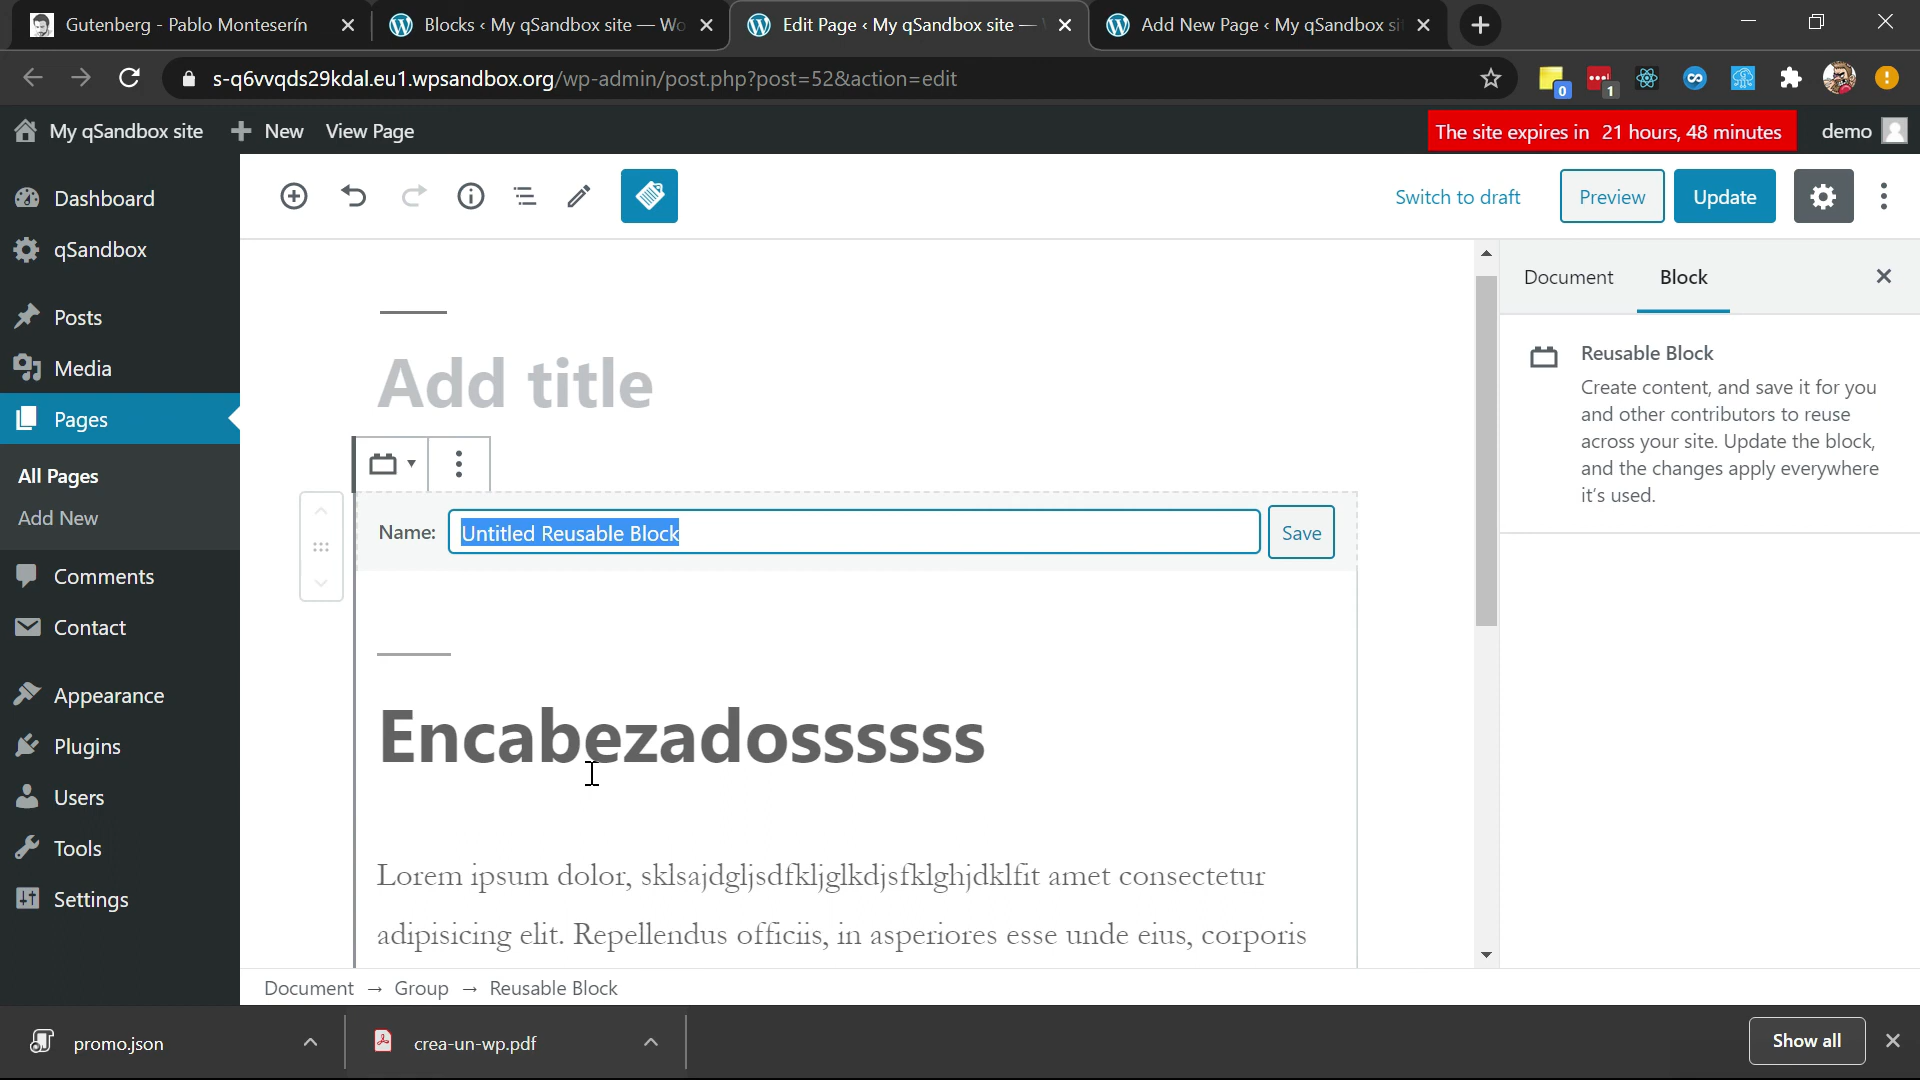 Gutenberg - Pablo Monteserín
Blocks ‹ My qSandbox site — Wo
Edit Page ‹ My qSandbox site —
Add New Page ‹ My qSandbox si
s-q6vvqds29kdal.eu1.wpsandbox.org/wp-admin/post.php?post=52&action=edit
0
1
My qSandbox site
New
View Page
The site expires in 21 hours, 48 minutes
demo
Dashboard
qSandbox
Posts
Media
Pages
All Pages
Add New
Comments
Contact
Appearance
Plugins
Users
Tools
Settings
Switch to draft
Preview
Update
Add title
Name:
Untitled Reusable Block
Save
Encabezadossssss
Lorem ipsum dolor, sklsajdgljsdfkljglkdjsfklghjdklfit amet consectetur
adipisicing elit. Repellendus officiis, in asperiores esse unde eius, corporis
Document
Block
Reusable Block
Create content, and save it for you
and other contributors to reuse
across your site. Update the block,
and the changes apply everywhere
it's used.
Document → Group → Reusable Block
promo.json
crea-un-wp.pdf
Show all